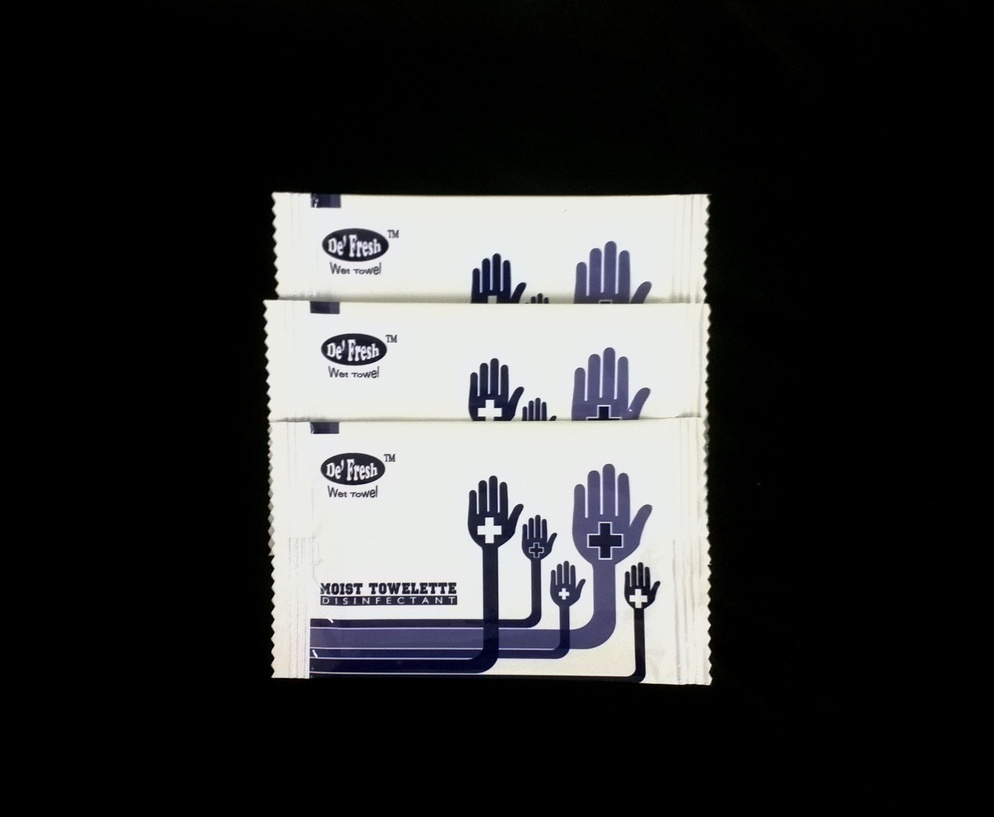 De' Fresh TM
Wet Towel
De' Fresh TM
Wet Towel
De' Fresh TM
Wet Towel
MOIST TOWELETTE
DISINFECTANT